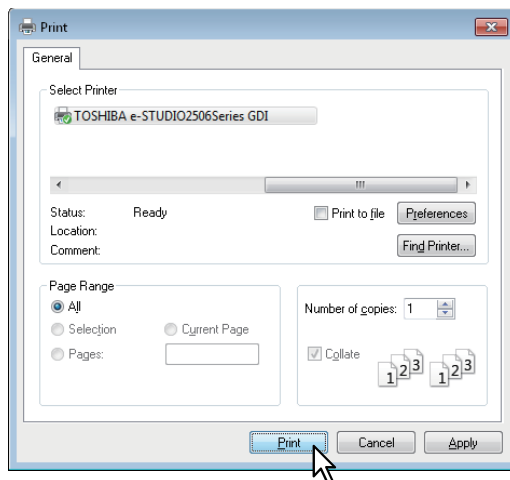 Print
General
Select Printer
TOSHIBA e-STUDIO2506Series GDI
Status: Ready
Print to file
Preferences
Location:
Comment:
Find Printer...
Page Range
All
Selection
Current Page
Pages:
Number of copies: 1
Collate
1 2 3 1 2 3
Print
Cancel
Apply